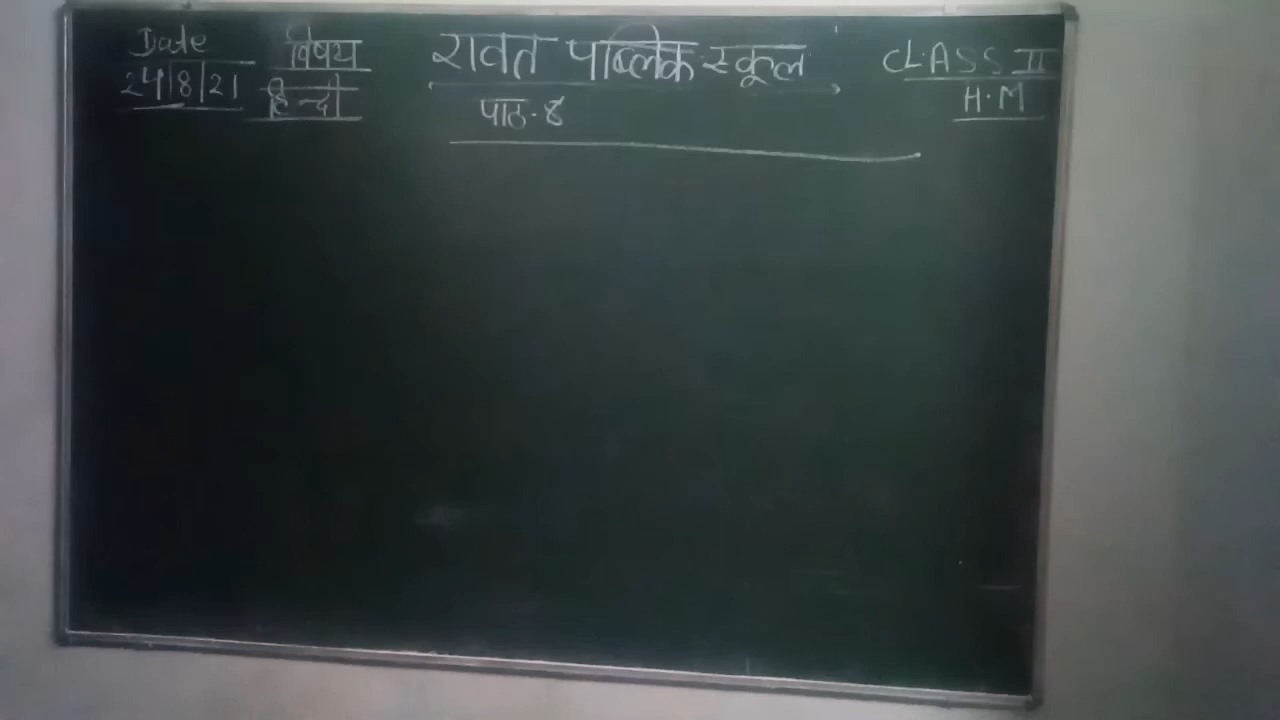 Date विषय रावत पब्लिक स्कूल CLASS II
24/8/21 हिन्दी पाठ-8 H.M